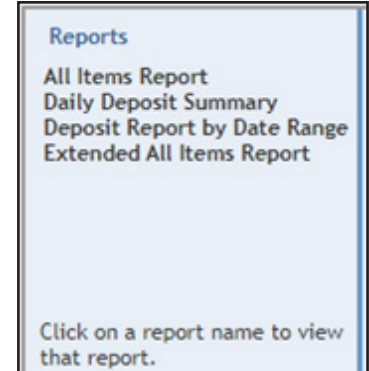 Reports
All Items Report
Daily Deposit Summary
Deposit Report by Date Range
Extended All Items Report
Click on a report name to view
that report.